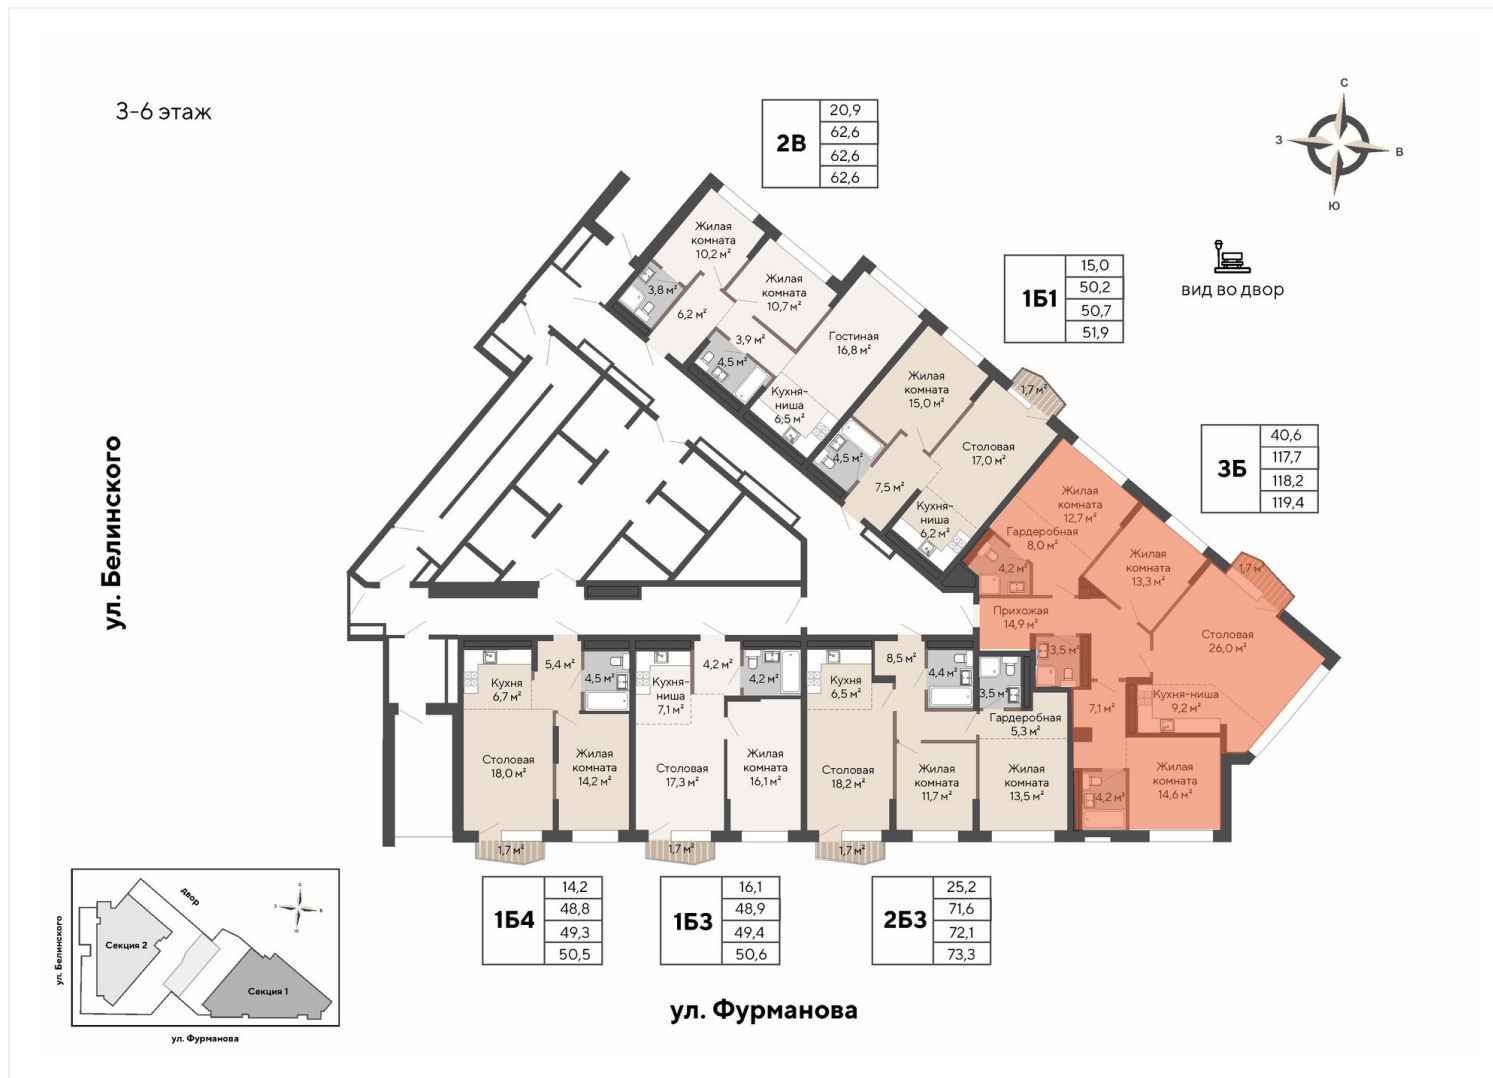 3-6 этаж
С
З
В
Ю
вид во двор
2В
20,9
62,6
62,6
62,6
1Б1
15,0
50,2
50,7
51,9
3Б
40,6
117,7
118,2
119,4
ул. Белинского
Жилая
комната
10,2 м²
3,8 м²
6,2 м²
Жилая
комната
10,7 м²
3,9 м²
4,5 м²
Гостиная
16,8 м²
Кухня-
ниша
6,5 м²
Жилая
комната
15,0 м²
4,5 м²
7,5 м²
1,7 м²
Столовая
17,0 м²
Кухня-
ниша
6,2 м²
Жилая
комната
12,7 м²
Гардеробная
8,0 м²
4,2 м²
Жилая
комната
13,3 м²
1,7 м²
Прихожая
14,9 м²
3,5 м²
Столовая
26,0 м²
Кухня-ниша
9,2 м²
7,1 м²
4,2 м²
Жилая
комната
14,6 м²
Кухня
6,7 м²
5,4 м²
4,5 м²
Столовая
18,0 м²
Жилая
комната
14,2 м²
1,7 м²
Кухня-
ниша
7,1 м²
4,2 м²
4,2 м²
Столовая
17,3 м²
Жилая
комната
16,1 м²
1,7 м²
Кухня
6,5 м²
8,5 м²
4,4 м²
3,5 м²
Гардеробная
5,3 м²
Столовая
18,2 м²
Жилая
комната
11,7 м²
Жилая
комната
13,5 м²
1,7 м²
1Б4
14,2
48,8
49,3
50,5
1Б3
16,1
48,9
49,4
50,6
2Б3
25,2
71,6
72,1
73,3
ул. Фурманова
двор
С
З
В
Ю
Секция 2
Секция 1
ул. Белинского
ул. Фурманова